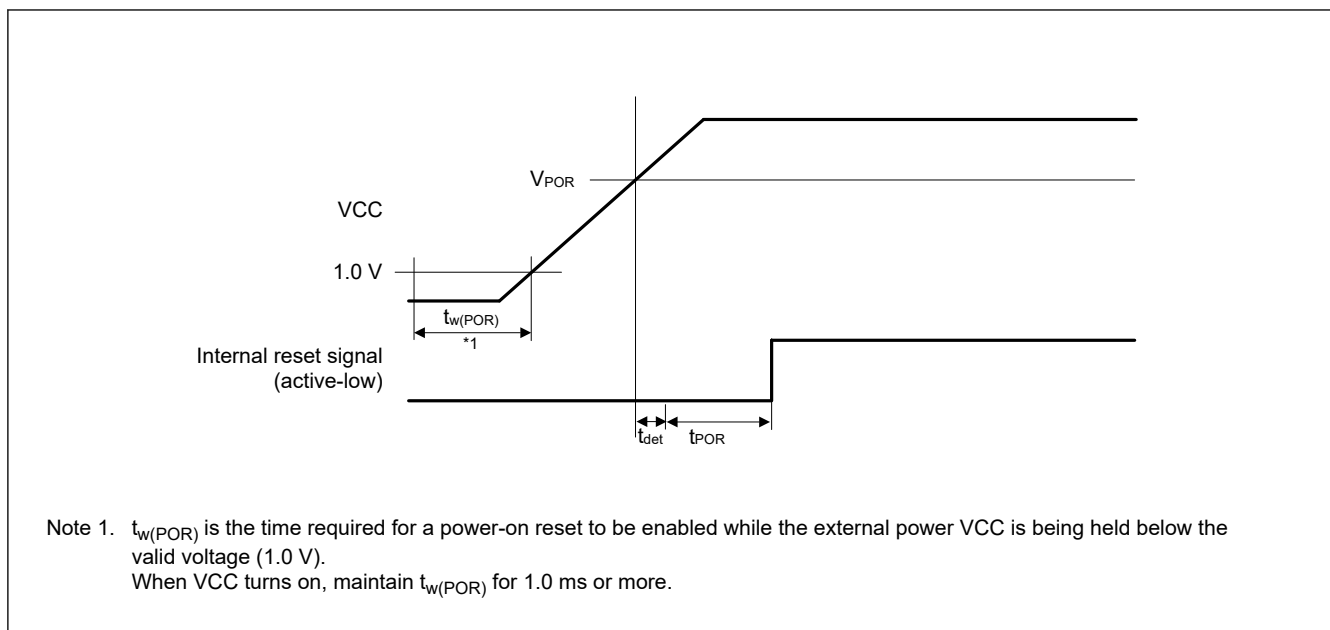 VPOR
VCC
1.0 V
tw(POR)
*1
Internal reset signal
(active-low)
tdet
tPOR
Note 1. tw(POR) is the time required for a power-on reset to be enabled while the external power VCC is being held below the
valid voltage (1.0 V).
When VCC turns on, maintain tw(POR) for 1.0 ms or more.